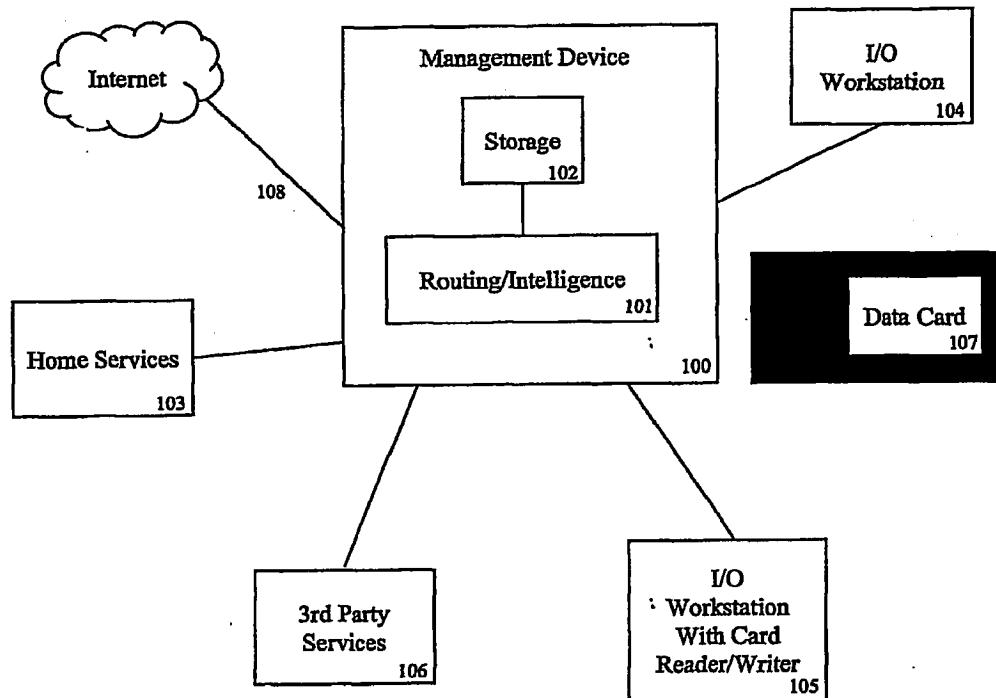 Internet
108
Management Device
Storage
102
Routing/Intelligence
101
100
I/O
Workstation
104
Home Services
103
Data Card
107
3rd Party
Services
106
I/O
Workstation
With Card
Reader/Writer
105